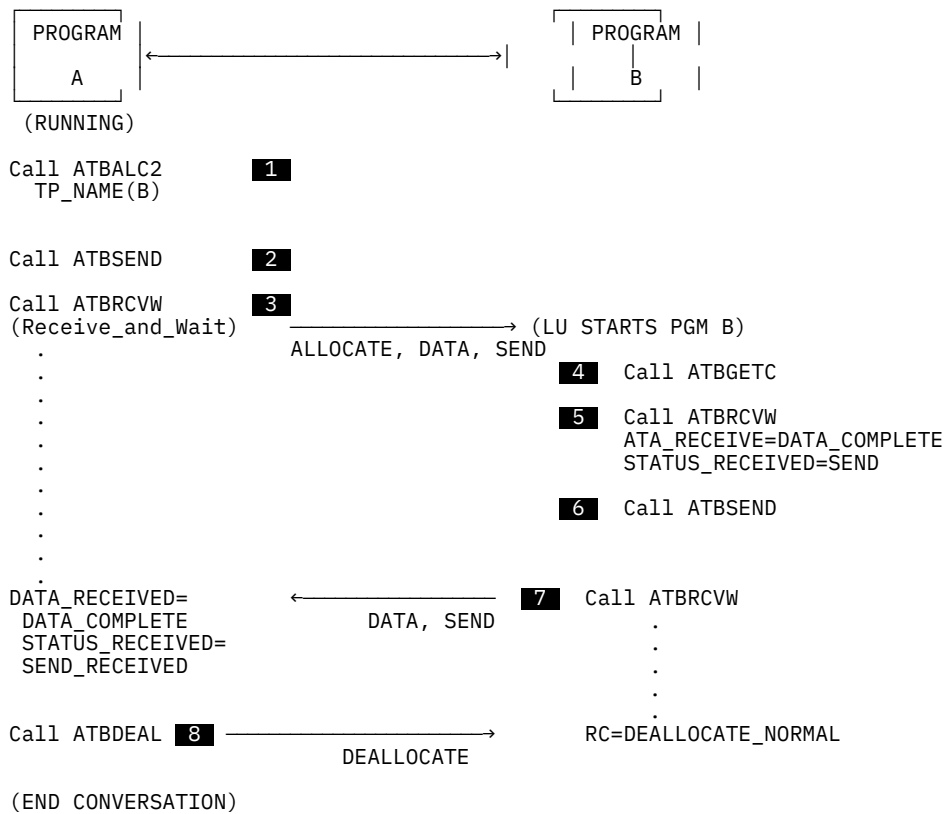 PROGRAM PROGRAM
A B
(RUNNING)
Call ATBALC2 1
TP_NAME(B)
Call ATBSEND 2
Call ATBRCVW 3
(Receive_and_Wait) (LU STARTS PGM B)
ALLOCATE, DATA, SEND
4 Call ATBGETC
5 Call ATBRCVW
ATA_RECEIVE=DATA_COMPLETE
STATUS_RECEIVED=SEND
6 Call ATBSEND
DATA_RECEIVED= 7 Call ATBRCVW
DATA_COMPLETE DATA, SEND
STATUS_RECEIVED=
SEND_RECEIVED
Call ATBDEAL 8 RC=DEALLOCATE_NORMAL
DEALLOCATE
(END CONVERSATION)